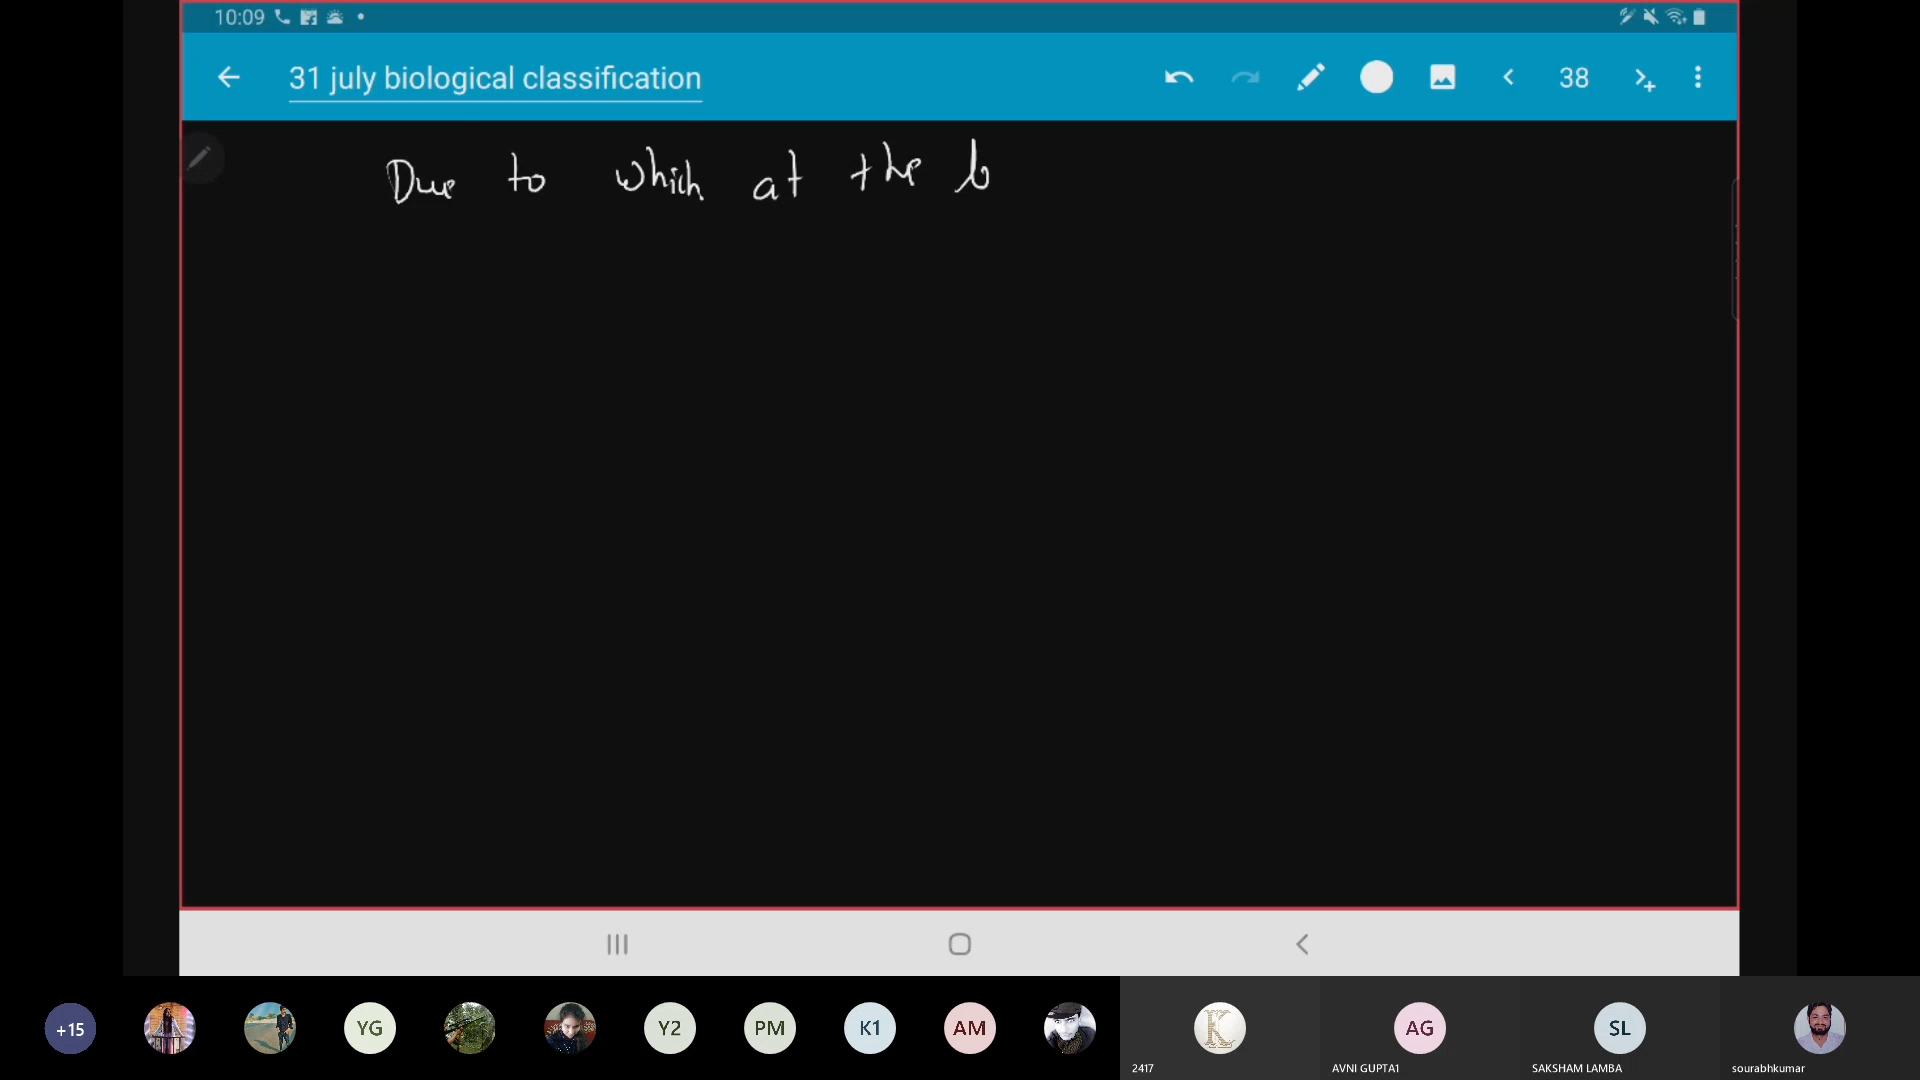 10:09
31 july biological classification
38
Due to which at the b
+15
YG
Y2
PM
K1
AM
K
AG
SL
2417
AVNI GUPTA1
SAKSHAM LAMBA
sourabhkumar